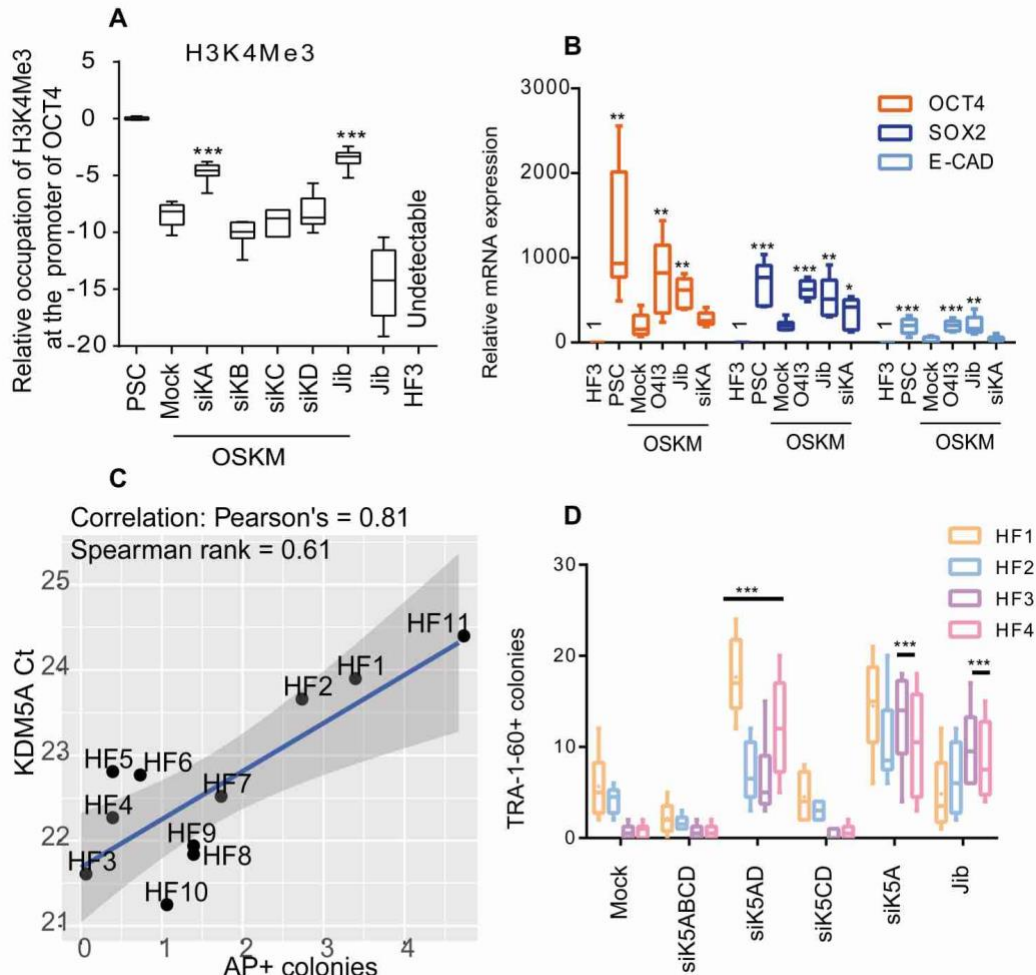 A
H3K4Me3
Relative occupation of H3K4Me3
at the promoter of OCT4
5
0
-5
-10
-15
-20
***
***
Undetectable
PSC
Mock
siKA
siKB
siKC
siKD
Jib
Jib
HF3
OSKM
B
Relative mRNA expression
3000
2000
1000
0
OCT4
SOX2
E-CAD
1
**
**
**
1
***
***
**
*
1
***
***
**
HF3
PSC
Mock
O4I3
Jib
siKA
HF3
PSC
Mock
O4I3
Jib
siKA
HF3
PSC
Mock
O4I3
Jib
siKA
OSKM
OSKM
OSKM
C
Correlation: Pearson's = 0.81
Spearman rank = 0.61
KDM5A Ct
25
24
23
22
21
HF11
HF1
HF2
HF5
HF6
HF7
HF4
HF9
HF8
HF3
HF10
0
1
2
3
4
AP+ colonies
D
TRA-1-60+ colonies
30
20
10
0
HF1
HF2
HF3
HF4
***
***
***
Mock
siK5ABCD
siK5AD
siK5CD
siK5A
Jib